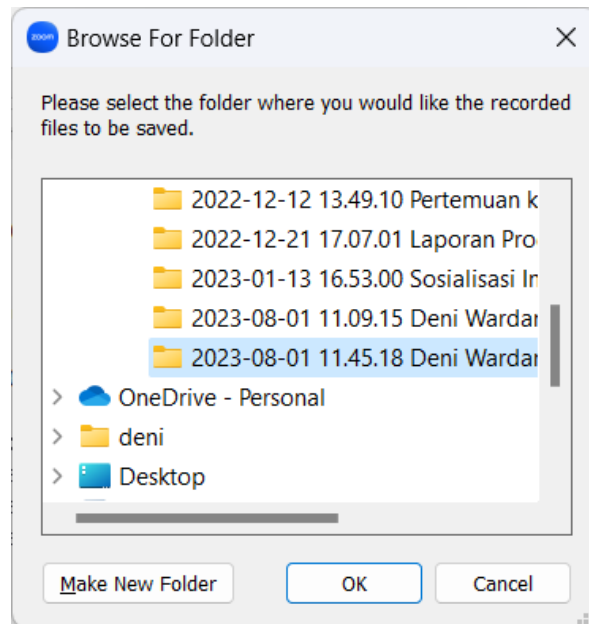 zoom Browse For Folder
Please select the folder where you would like the recorded
files to be saved.
2022-12-12 13.49.10 Pertemuan k
2022-12-21 17.07.01 Laporan Pro
2023-01-13 16.53.00 Sosialisasi In
2023-08-01 11.09.15 Deni Wardan
2023-08-01 11.45.18 Deni Wardan
OneDrive - Personal
deni
Desktop
Make New Folder OK Cancel